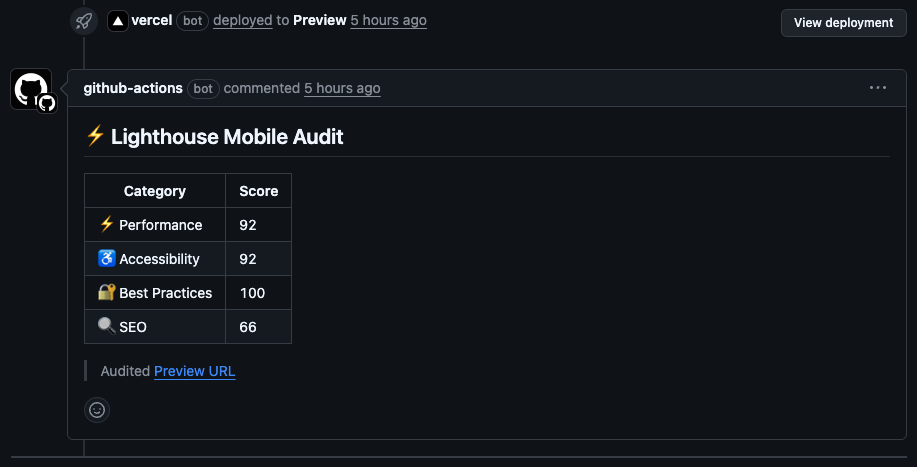 vercel bot deployed to Preview 5 hours ago
View deployment
github-actions bot commented 5 hours ago
⚡ Lighthouse Mobile Audit
Category Score
⚡ Performance 92
♿ Accessibility 92
🔐 Best Practices 100
🔍 SEO 66
Audited Preview URL